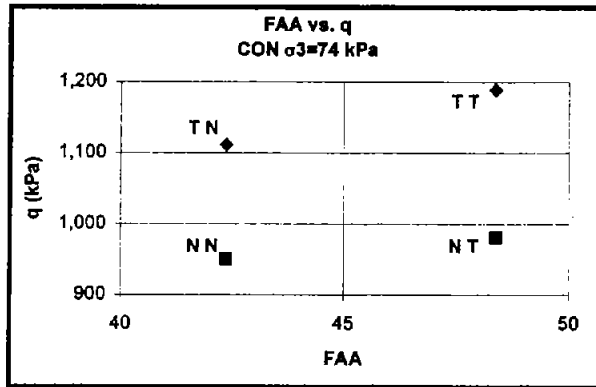 FAA vs. q
CON σ3=74 kPa
1,200
T T
T N
1,100
q (kPa)
1,000
N N
N T
900
40
45
50
FAA